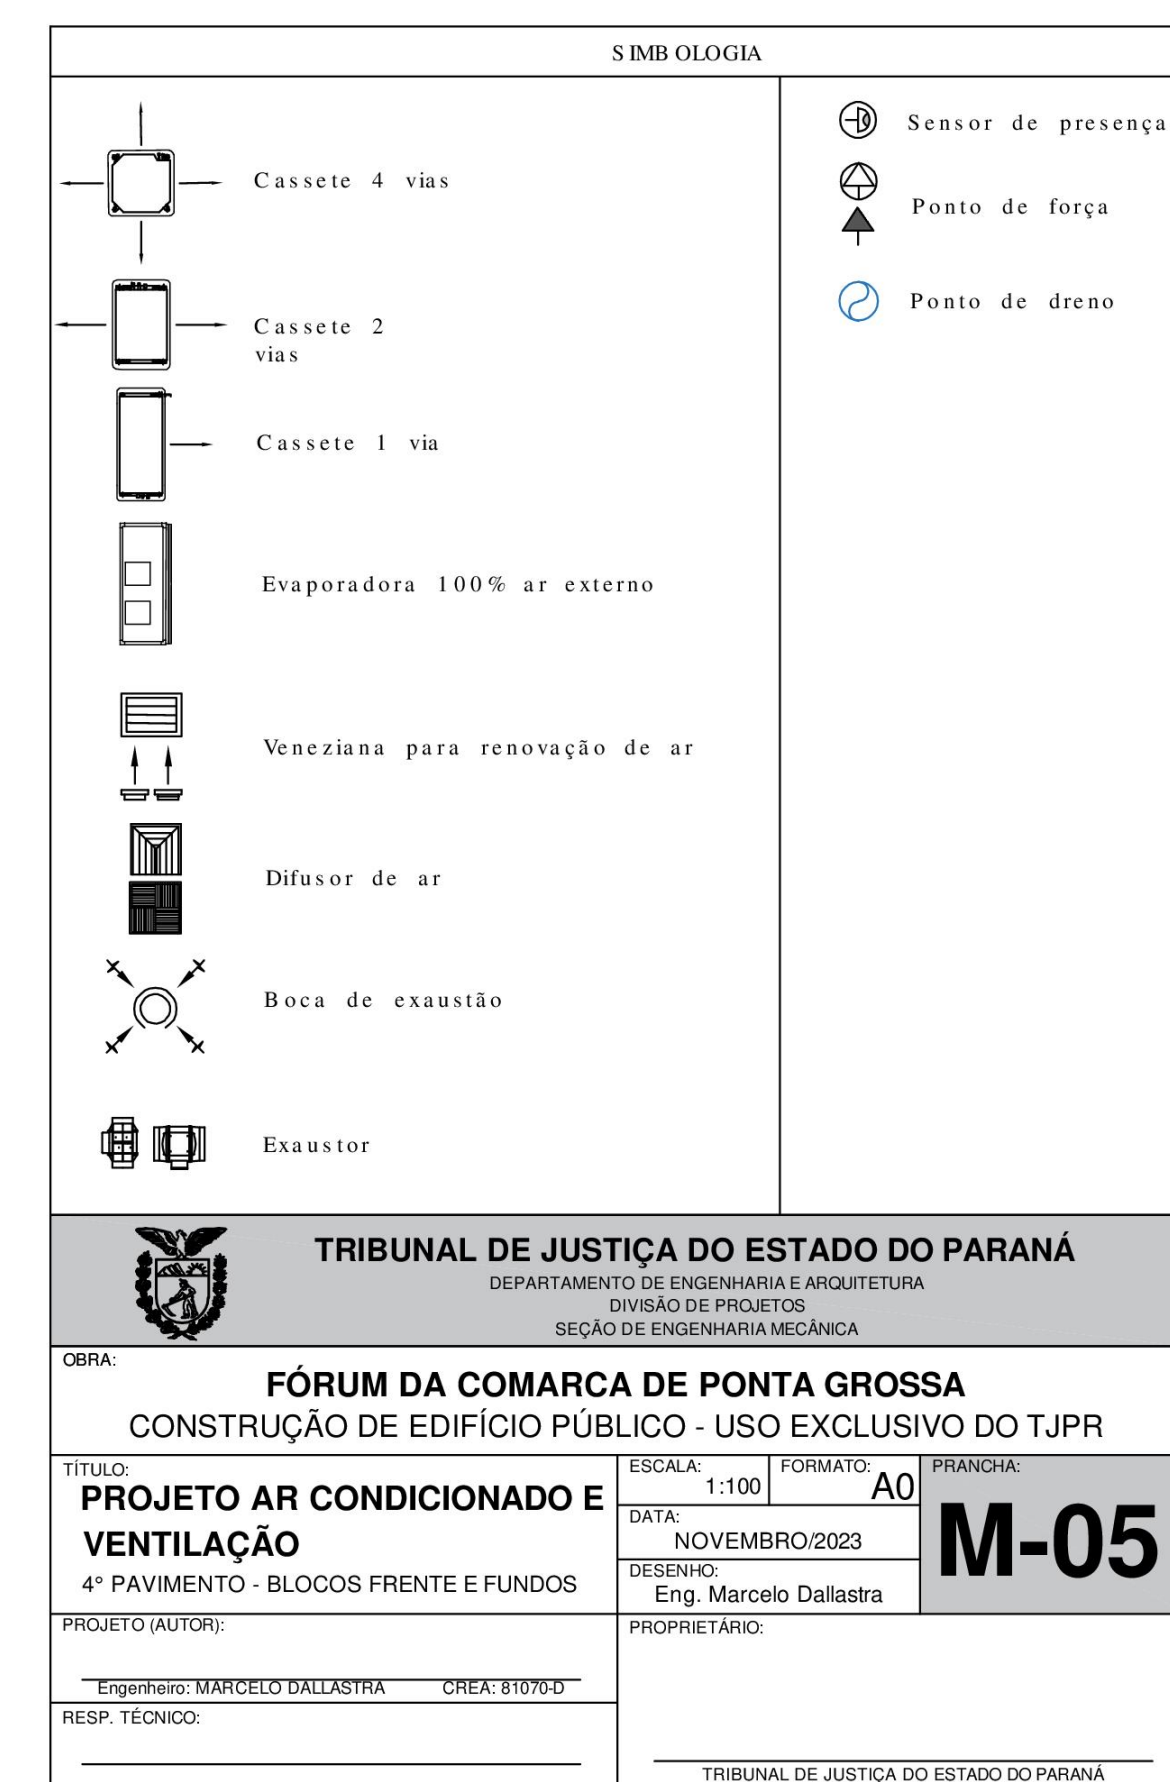 SIMBOLOGIA
Cassete 4 vias
Cassete 2
vias
Cassete 1 via
Evaporadora 100% ar externo
Veneziana para renovação de ar
Difusor de ar
Boca de exaustão
Exaustor
Sensor de presença
Ponto de força
Ponto de dreno
TRIBUNAL DE JUSTIÇA DO ESTADO DO PARANÁ
DEPARTAMENTO DE ENGENHARIA E ARQUITETURA
DIVISÃO DE PROJETOS
SEÇÃO DE ENGENHARIA MECÂNICA
OBRA:
FÓRUM DA COMARCA DE PONTA GROSSA
CONSTRUÇÃO DE EDIFÍCIO PÚBLICO - USO EXCLUSIVO DO TJPR
TÍTULO:
PROJETO AR CONDICIONADO E
VENTILAÇÃO
4° PAVIMENTO - BLOCOS FRENTE E FUNDOS
ESCALA:
1:100
FORMATO:
A0
DATA:
NOVEMBRO/2023
DESENHO:
Eng. Marcelo Dallastra
PRANCHA:
M-05
PROJETO (AUTOR):
Engenheiro: MARCELO DALLASTRA CREA: 81070-D
RESP. TÉCNICO:
PROPRIETÁRIO:
TRIBUNAL DE JUSTIÇA DO ESTADO DO PARANÁ